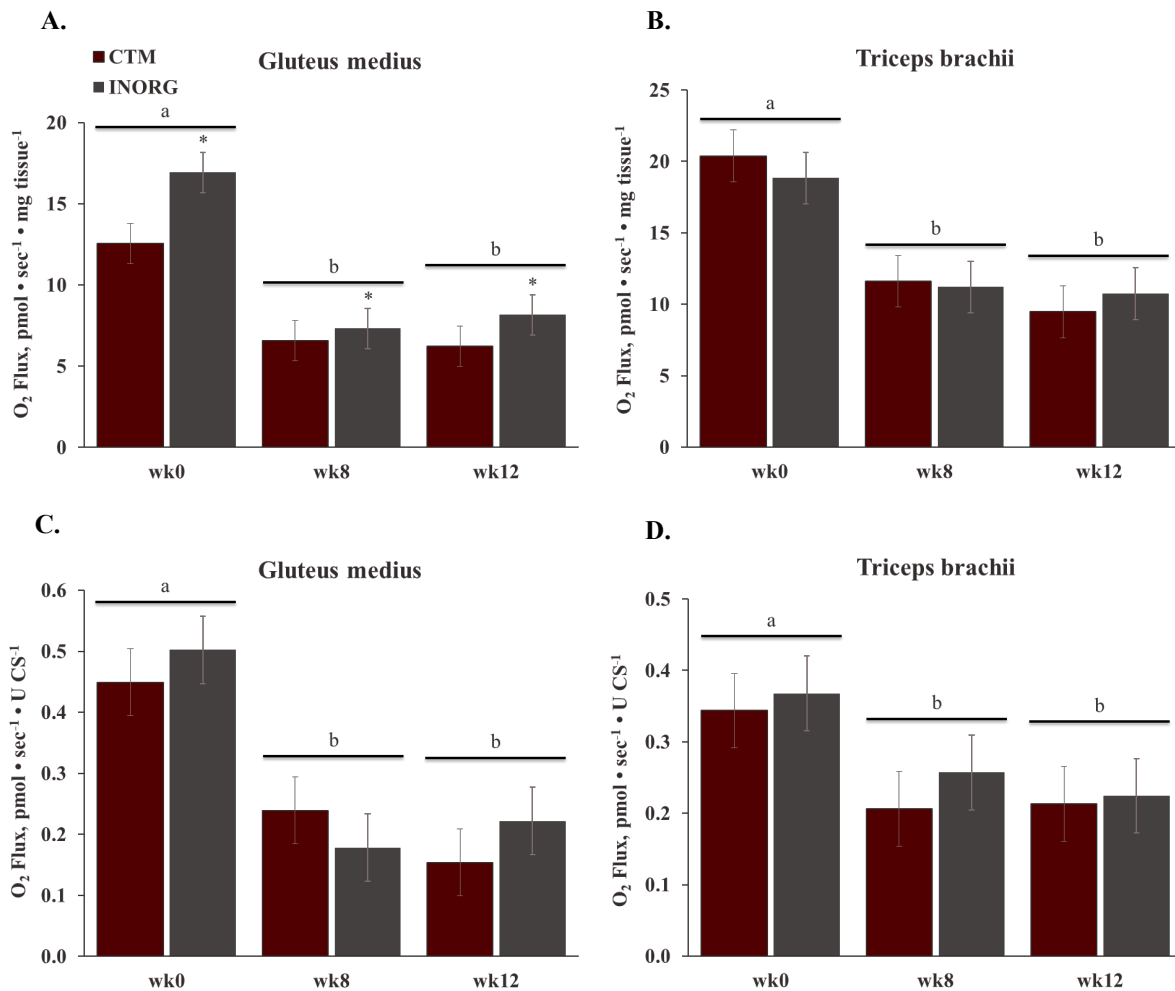 A.
CTM
INORG
Gluteus medius
O₂ Flux, pmol • sec⁻¹ • mg tissue⁻¹
20
15
10
5
0
a
*
b
*
b
*
wk0 wk8 wk12
B.
Triceps brachii
O₂ Flux, pmol • sec⁻¹ • mg tissue⁻¹
25
20
15
10
5
0
a
b
b
wk0 wk8 wk12
C.
Gluteus medius
O₂ Flux, pmol • sec⁻¹ • U CS⁻¹
0.6
0.5
0.4
0.3
0.2
0.1
0.0
a
b
b
wk0 wk8 wk12
D.
Triceps brachii
O₂ Flux, pmol • sec⁻¹ • U CS⁻¹
0.5
0.4
0.3
0.2
0.1
0.0
a
b
b
wk0 wk8 wk12